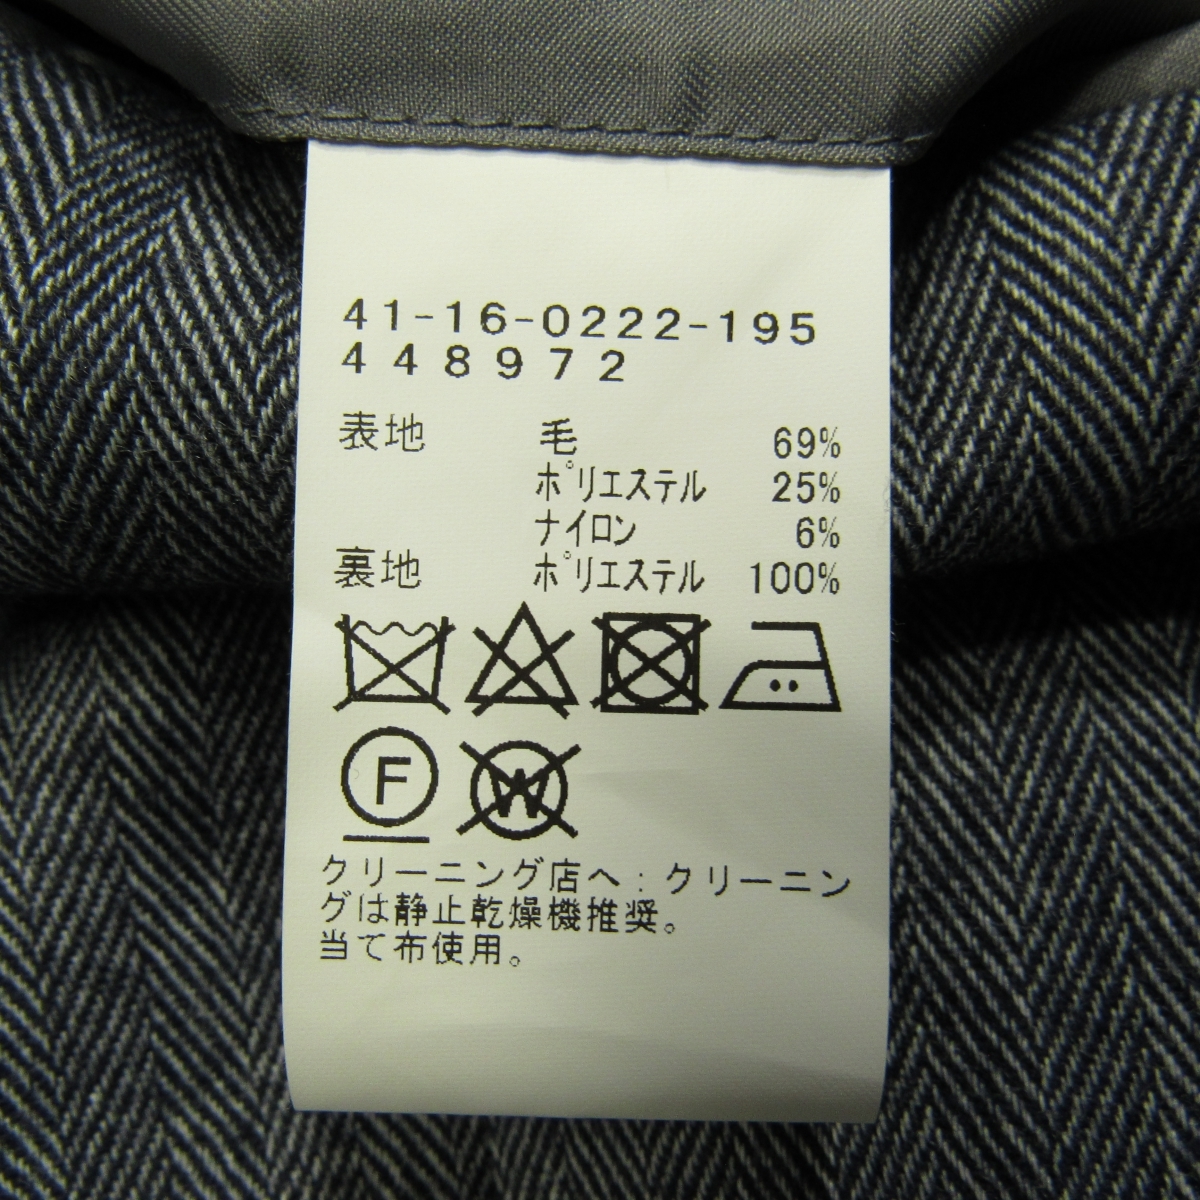 41-16-0222-195
448972
表地 毛 69%
ポリエステル 25%
ナイロン 6%
裏地 ポリエステル 100%
F W
クリーニング店へ：クリーニン
グは静止乾燥機推奨。
当て布使用。